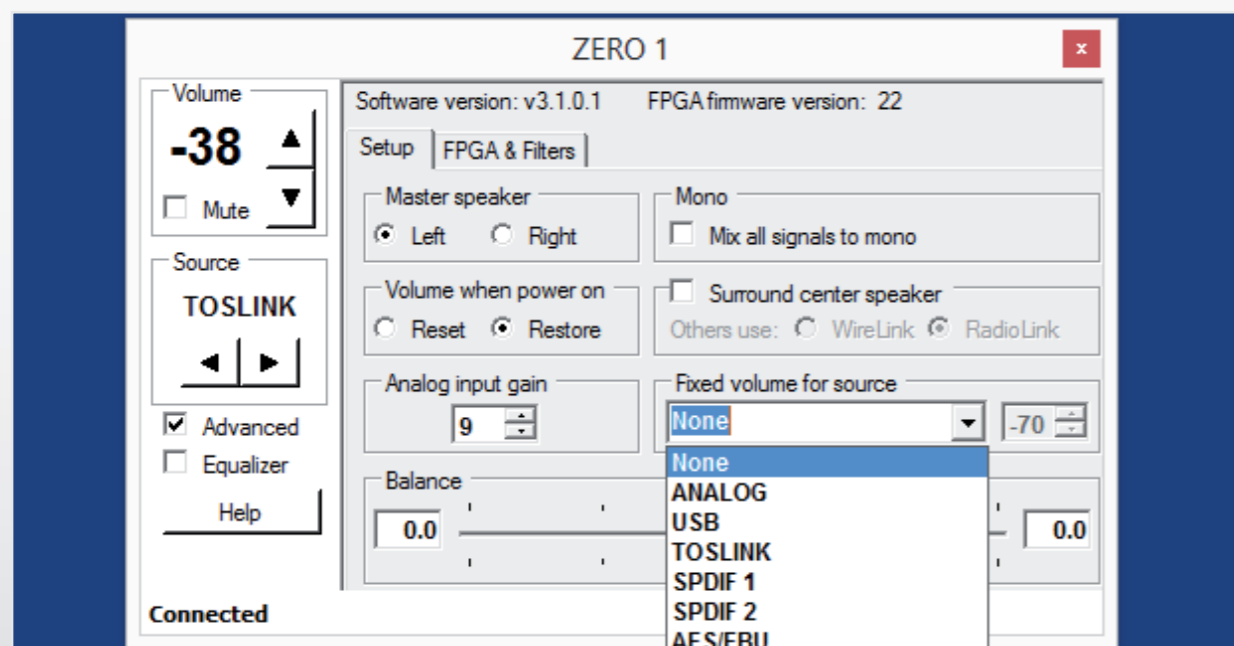 ZERO 1
x
Volume
-38
Mute
Source
TOSLINK
Advanced
Equalizer
Help
Connected
Software version: v3.1.0.1 FPGA firmware version: 22
Setup FPGA & Filters
Master speaker
Left Right
Mono
Mix all signals to mono
Volume when power on
Reset Restore
Surround center speaker
Others use: WireLink RadioLink
Analog input gain
9
Fixed volume for source
None -70
None
ANALOG
USB
TOSLINK
SPDIF 1
SPDIF 2
AES/EBU
Balance
0.0 0.0